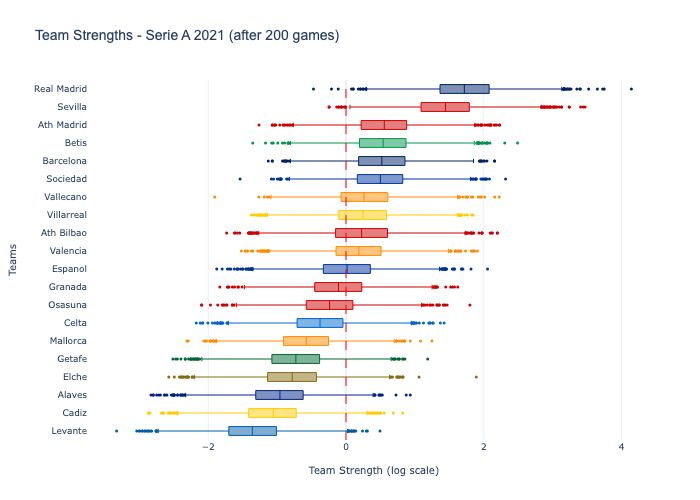 Team Strengths - Serie A 2021 (after 200 games)
Real Madrid
Sevilla
Ath Madrid
Betis
Barcelona
Sociedad
Vallecano
Villarreal
Ath Bilbao
Valencia
Espanol
Granada
Osasuna
Celta
Mallorca
Getafe
Elche
Alaves
Cadiz
Levante
Teams
−2
0
2
4
Team Strength (log scale)